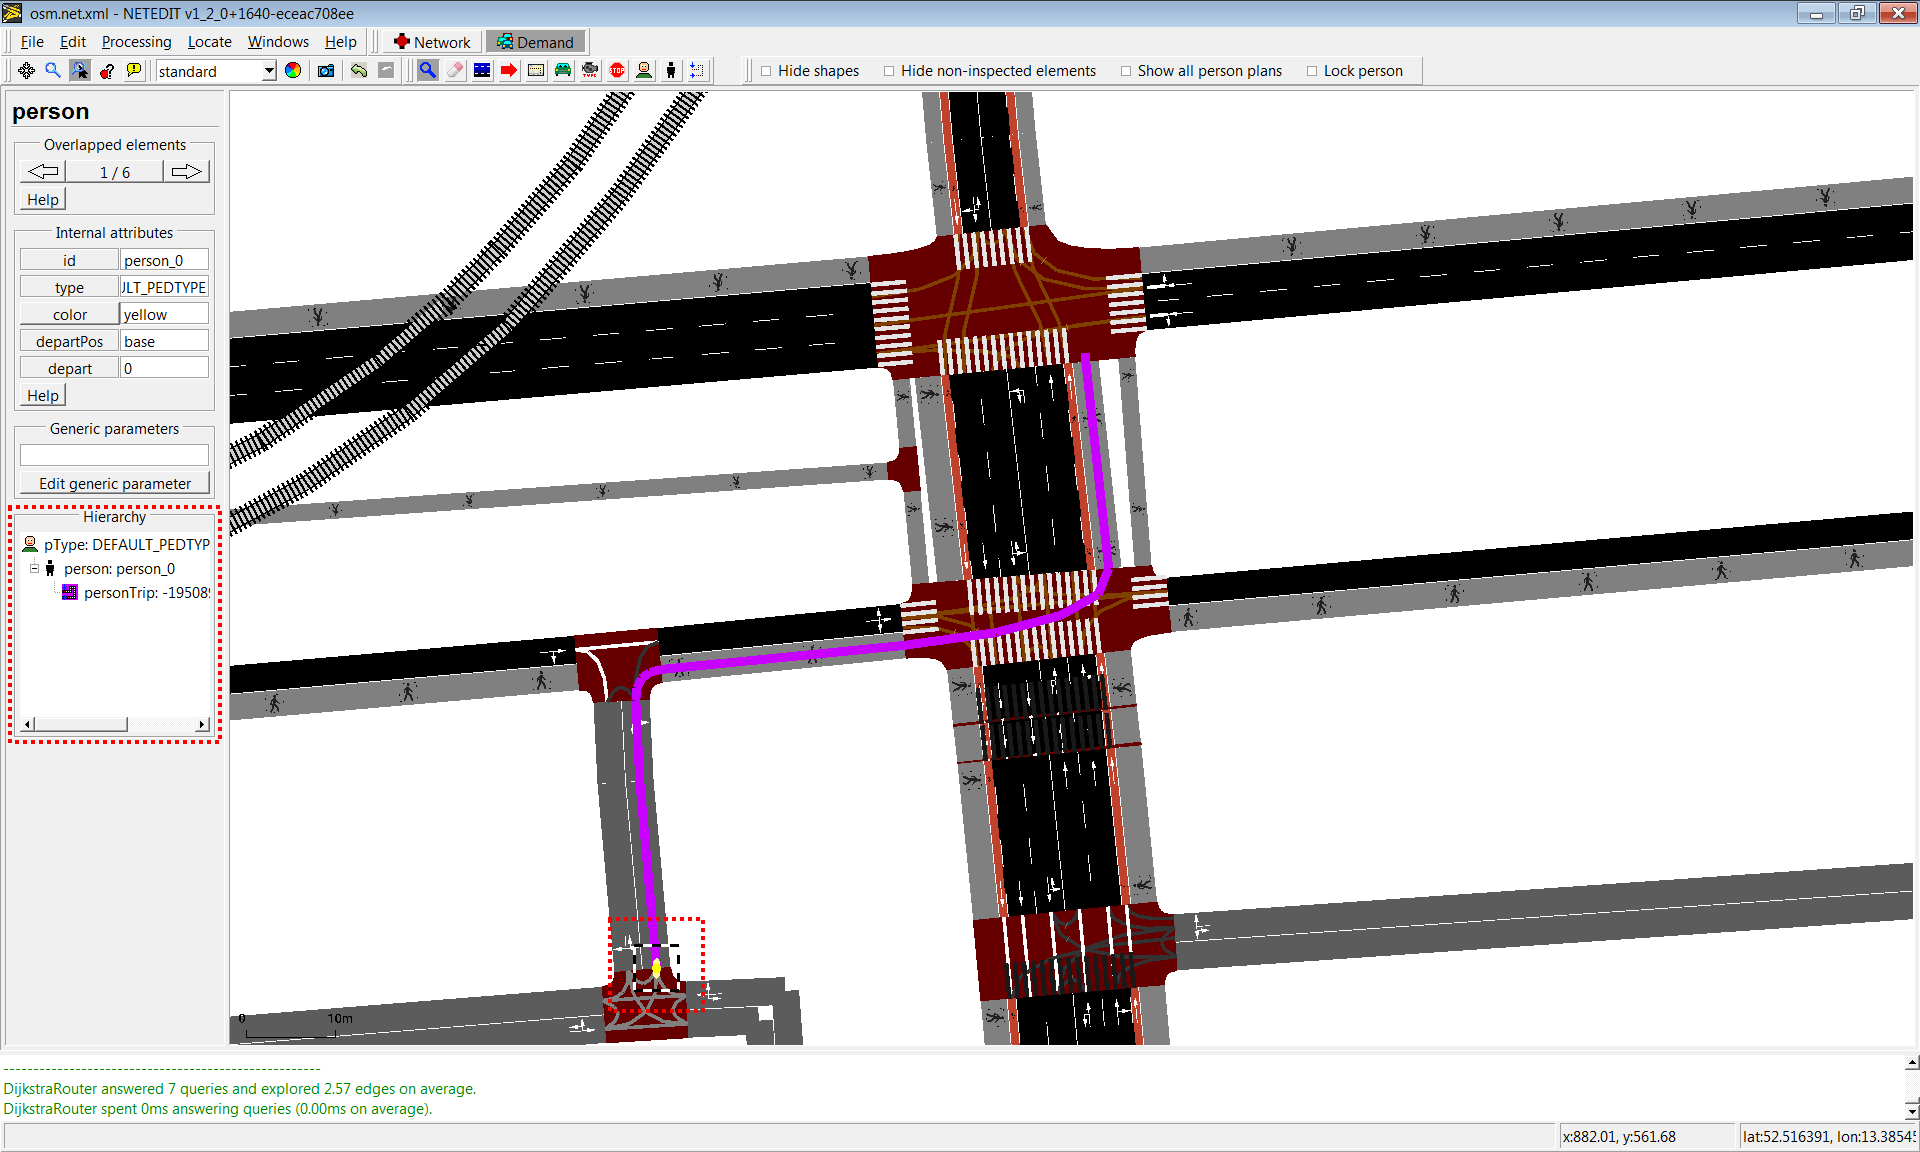 osm.net.xml - NETEDIT v1_2_0+1640-eceac708ee
File Edit Processing Locate Windows Help Network Demand
standard Hide shapes Hide non-inspected elements Show all person plans Lock person
person
Overlapped elements
1 / 6
Help
Internal attributes
id person_0
type JLT_PEDTYPE
color yellow
departPos base
depart 0
Help
Generic parameters
Edit generic parameter
Hierarchy
pType: DEFAULT_PEDTYP
person: person_0
personTrip: -19508
0 10m
DijkstraRouter answered 7 queries and explored 2.57 edges on average.
DijkstraRouter spent 0ms answering queries (0.00ms on average).
x:882.01, y:561.68 lat:52.516391, lon:13.3854